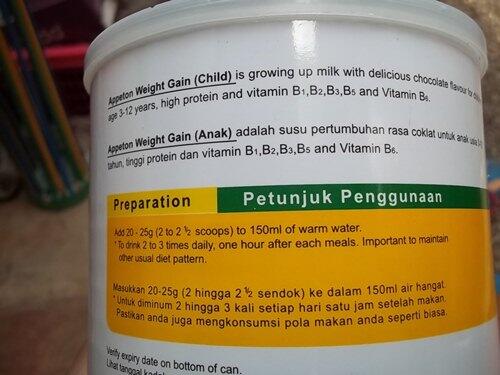 Appeton Weight Gain (Child) is growing up milk with delicious chocolate flavour for
age 3-12 years, high protein and vitamin B1,B2,B3,B5 and Vitamin B6.
Appeton Weight Gain (Anak) adalah susu pertumbuhan rasa coklat untuk anak usia
tahun, tinggi protein dan vitamin B1,B2,B3,B5 and Vitamin B6.
Preparation Petunjuk Penggunaan
Add 20 - 25g (2 to 2 ½ scoops) to 150ml of warm water.
* To drink 2 to 3 times daily, one hour after each meals. Important to maintain
other usual diet pattern.
Masukkan 20-25g (2 hingga 2 ½ sendok) ke dalam 150ml air hangat.
* Untuk diminum 2 hingga 3 kali setiap hari satu jam setelah makan.
Pastikan anda juga mengkonsumsi pola makan anda seperti biasa.
Verify expiry date on bottom of can.
Lihat tanggal